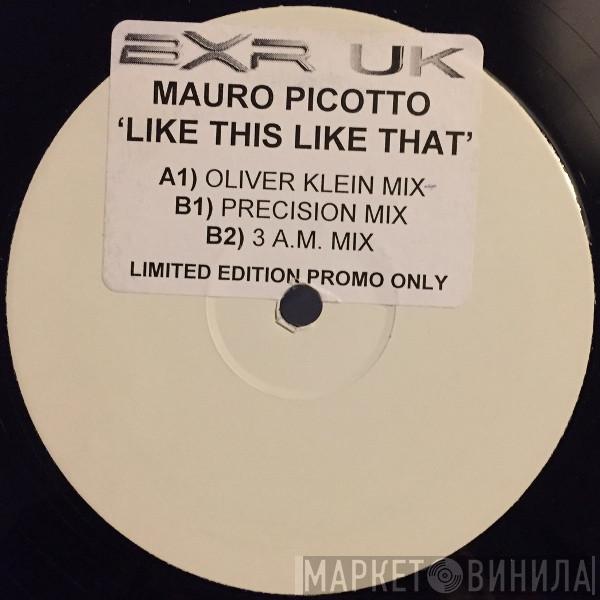 BXR UK
MAURO PICOTTO
‘LIKE THIS LIKE THAT’
A1) OLIVER KLEIN MIX
B1) PRECISION MIX
B2) 3 A.M. MIX
LIMITED EDITION PROMO ONLY
МАРКЕТ ВИНИЛА